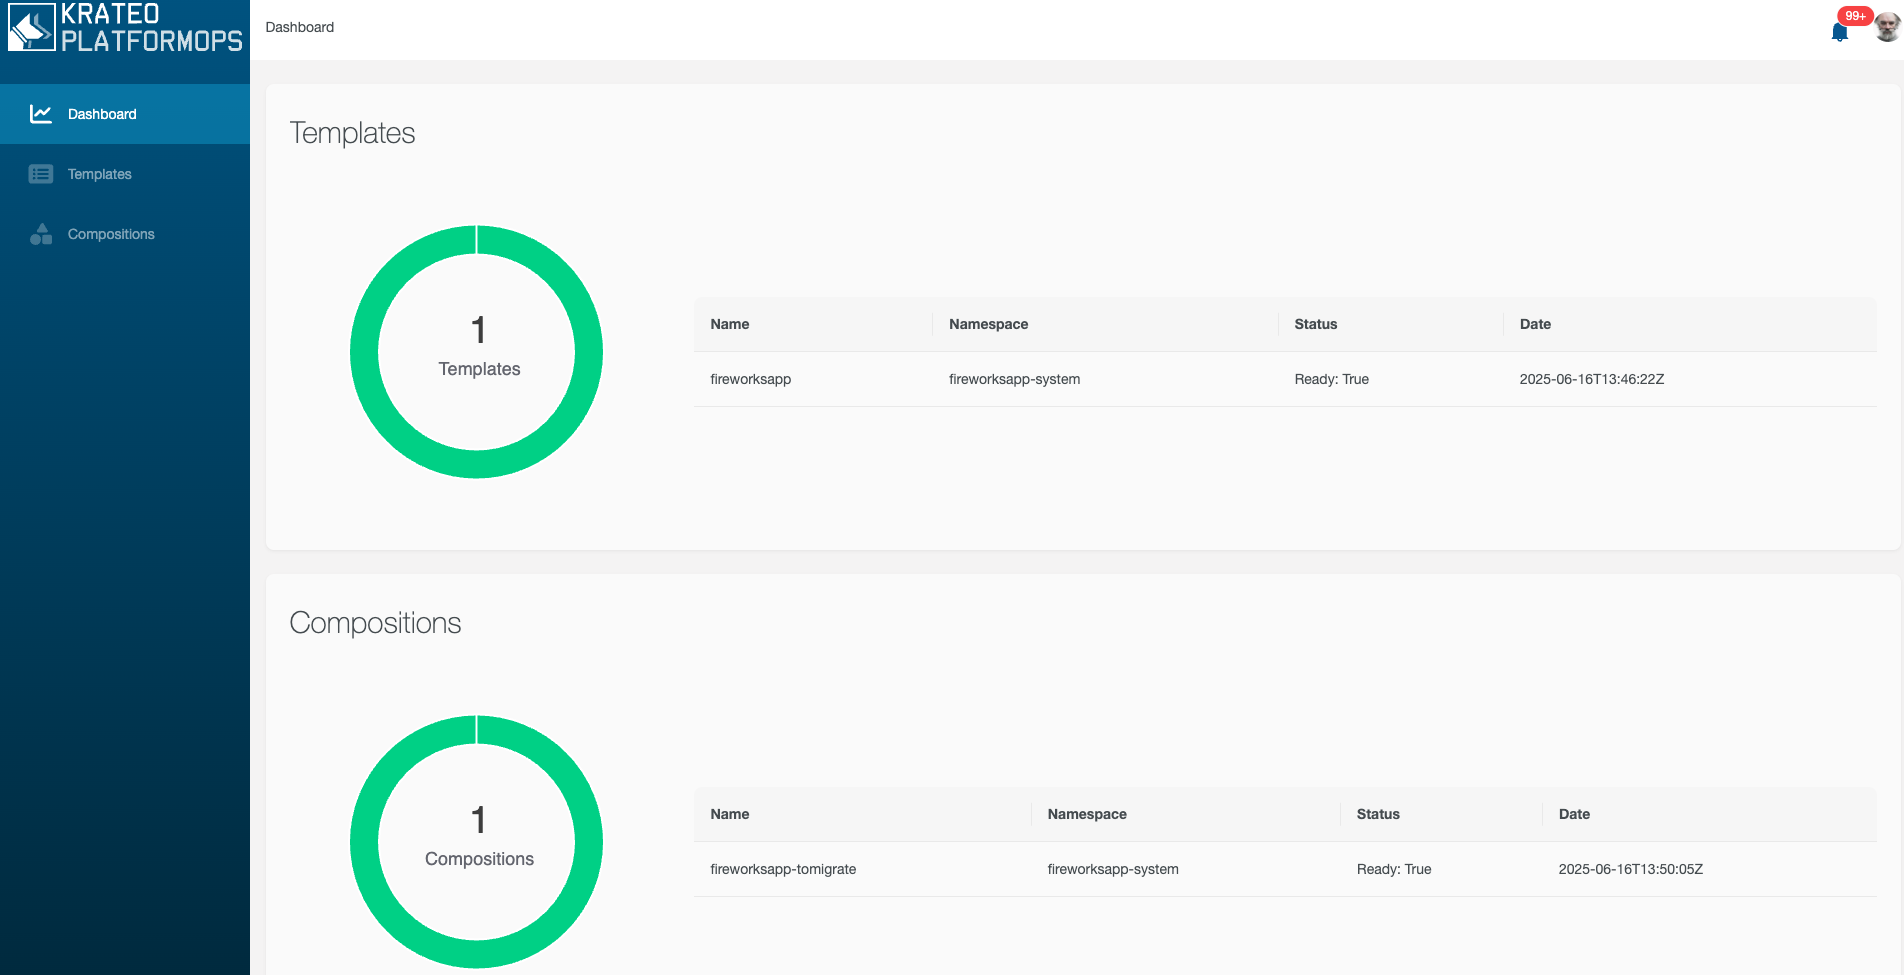 KRATEO
PLATFORMOPS
Dashboard
99+
Dashboard
Templates
Compositions
Templates
1
Templates
Name Namespace Status Date
fireworksapp fireworksapp-system Ready: True 2025-06-16T13:46:22Z
Compositions
1
Compositions
Name Namespace Status Date
fireworksapp-tomigrate fireworksapp-system Ready: True 2025-06-16T13:50:05Z